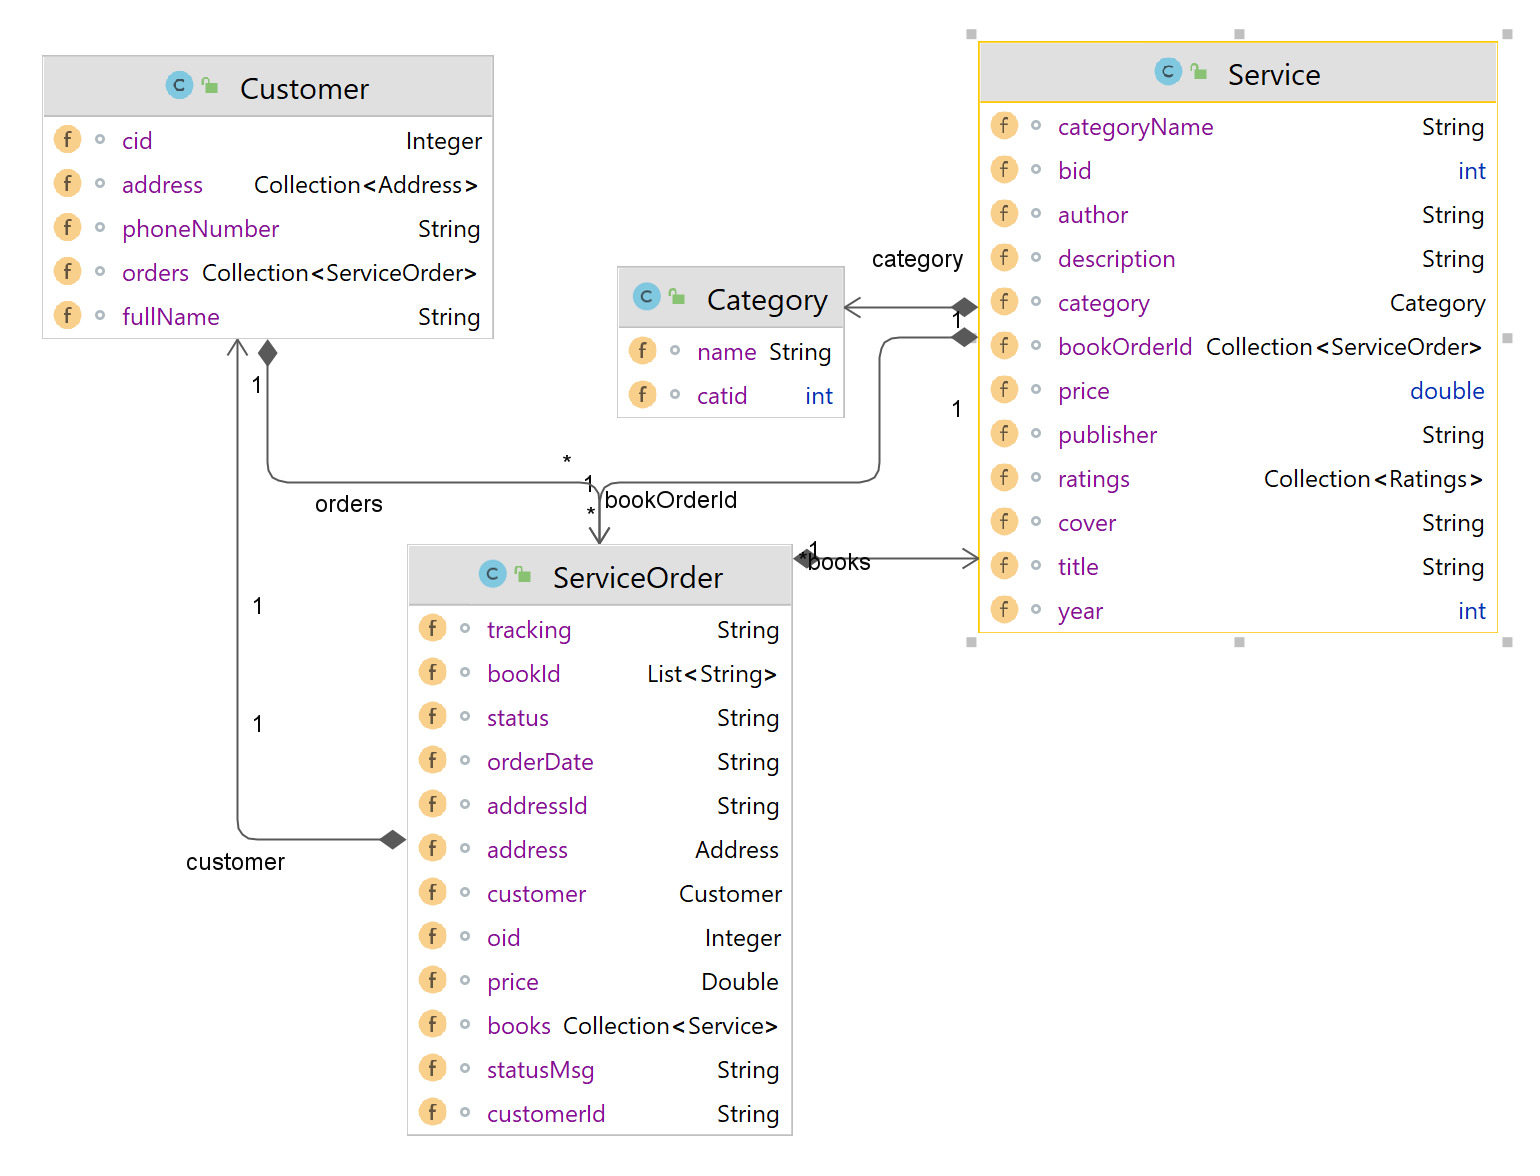 Customer
cid Integer
address Collection<Address>
phoneNumber String
orders Collection<ServiceOrder>
fullName String
Service
categoryName String
bid int
author String
description String
category Category
bookOrderId Collection<ServiceOrder>
price double
publisher String
ratings Collection<Ratings>
cover String
title String
year int
category
1
1
Category
name String
catid int
1
*
1
orders
bookOrderId
*
1
*books
1
1
customer
ServiceOrder
tracking String
bookId List<String>
status String
orderDate String
addressId String
address Address
customer Customer
oid Integer
price Double
books Collection<Service>
statusMsg String
customerId String